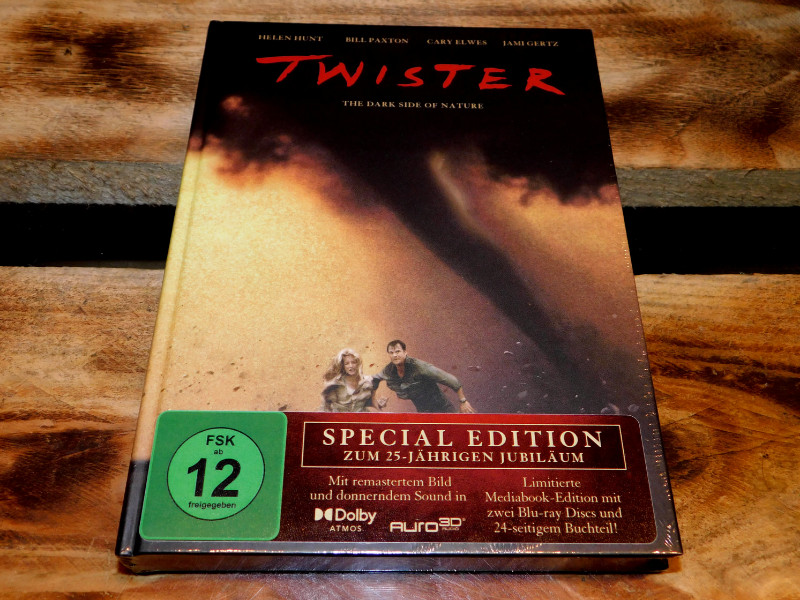 HELEN HUNT BILL PAXTON CARY ELWES JAMI GERTZ
TWISTER
THE DARK SIDE OF NATURE
FSK
ab
12
freigegeben
SPECIAL EDITION
ZUM 25-JÄHRIGEN JUBILÄUM
Mit remastertem Bild
und donnerndem Sound in
Dolby
ATMOS
AURO 3D
AUDIO
Limitierte
Mediabook-Edition mit
zwei Blu-ray Discs und
24-seitigem Buchteil!